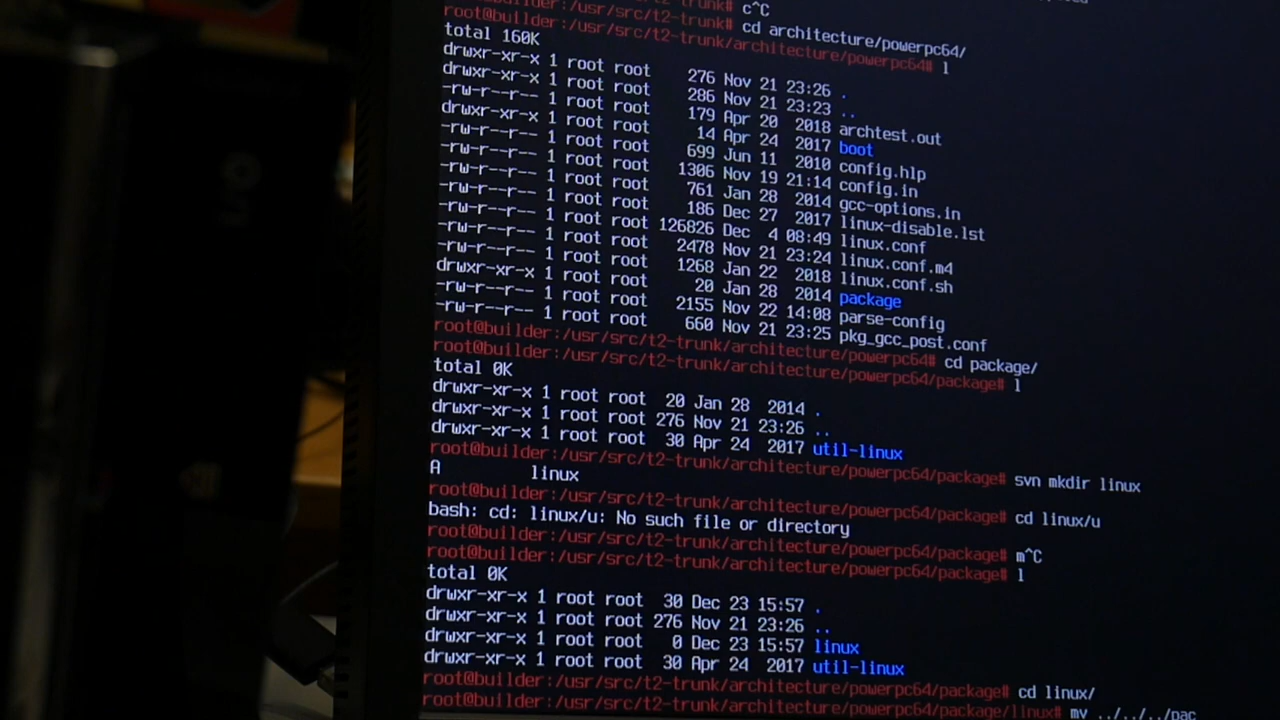 trunk# c^C
root@builder:/usr/src/t2-trunk# cd architecture/powerpc64/
root@builder:/usr/src/t2-trunk/architecture/powerpc64# l
total 160K
drwxr-xr-x 1 root root 276 Nov 21 23:26 .
drwxr-xr-x 1 root root 286 Nov 21 23:23 ..
-rw-r--r-- 1 root root 179 Apr 20 2018 archtest.out
drwxr-xr-x 1 root root 14 Apr 24 2017 boot
-rw-r--r-- 1 root root 699 Jun 11 2010 config.hlp
-rw-r--r-- 1 root root 1306 Nov 19 21:14 config.in
-rw-r--r-- 1 root root 761 Jan 28 2014 gcc-options.in
-rw-r--r-- 1 root root 186 Dec 27 2017 linux-disable.lst
-rw-r--r-- 1 root root 126826 Dec 4 08:49 linux.conf
-rw-r--r-- 1 root root 2478 Nov 21 23:24 linux.conf.m4
-rw-r--r-- 1 root root 1268 Jan 22 2018 linux.conf.sh
drwxr-xr-x 1 root root 20 Jan 28 2014 package
-rw-r--r-- 1 root root 2155 Nov 22 14:08 parse-config
-rw-r--r-- 1 root root 660 Nov 21 23:25 pkg_gcc_post.conf
root@builder:/usr/src/t2-trunk/architecture/powerpc64# cd package/
root@builder:/usr/src/t2-trunk/architecture/powerpc64/package# l
total 0K
drwxr-xr-x 1 root root 20 Jan 28 2014 .
drwxr-xr-x 1 root root 276 Nov 21 23:26 ..
drwxr-xr-x 1 root root 30 Apr 24 2017 util-linux
root@builder:/usr/src/t2-trunk/architecture/powerpc64/package# svn mkdir linux
A linux
root@builder:/usr/src/t2-trunk/architecture/powerpc64/package# cd linux/u
bash: cd: linux/u: No such file or directory
root@builder:/usr/src/t2-trunk/architecture/powerpc64/package# m^C
root@builder:/usr/src/t2-trunk/architecture/powerpc64/package# l
total 0K
drwxr-xr-x 1 root root 30 Dec 23 15:57 .
drwxr-xr-x 1 root root 276 Nov 21 23:26 ..
drwxr-xr-x 1 root root 0 Dec 23 15:57 linux
drwxr-xr-x 1 root root 30 Apr 24 2017 util-linux
root@builder:/usr/src/t2-trunk/architecture/powerpc64/package# cd linux/
root@builder:/usr/src/t2-trunk/architecture/powerpc64/package/linux# mv ../../../pac